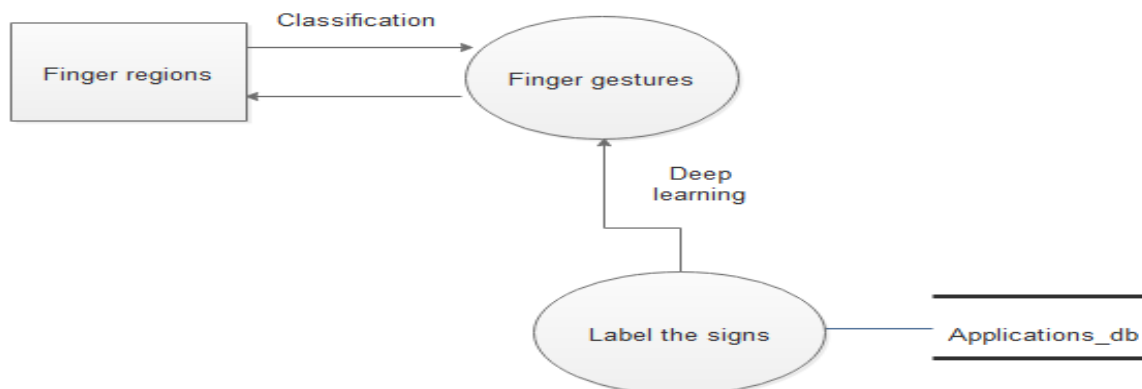 Classification
Finger regions
Finger gestures
Deep
learning
Label the signs
Applications_db